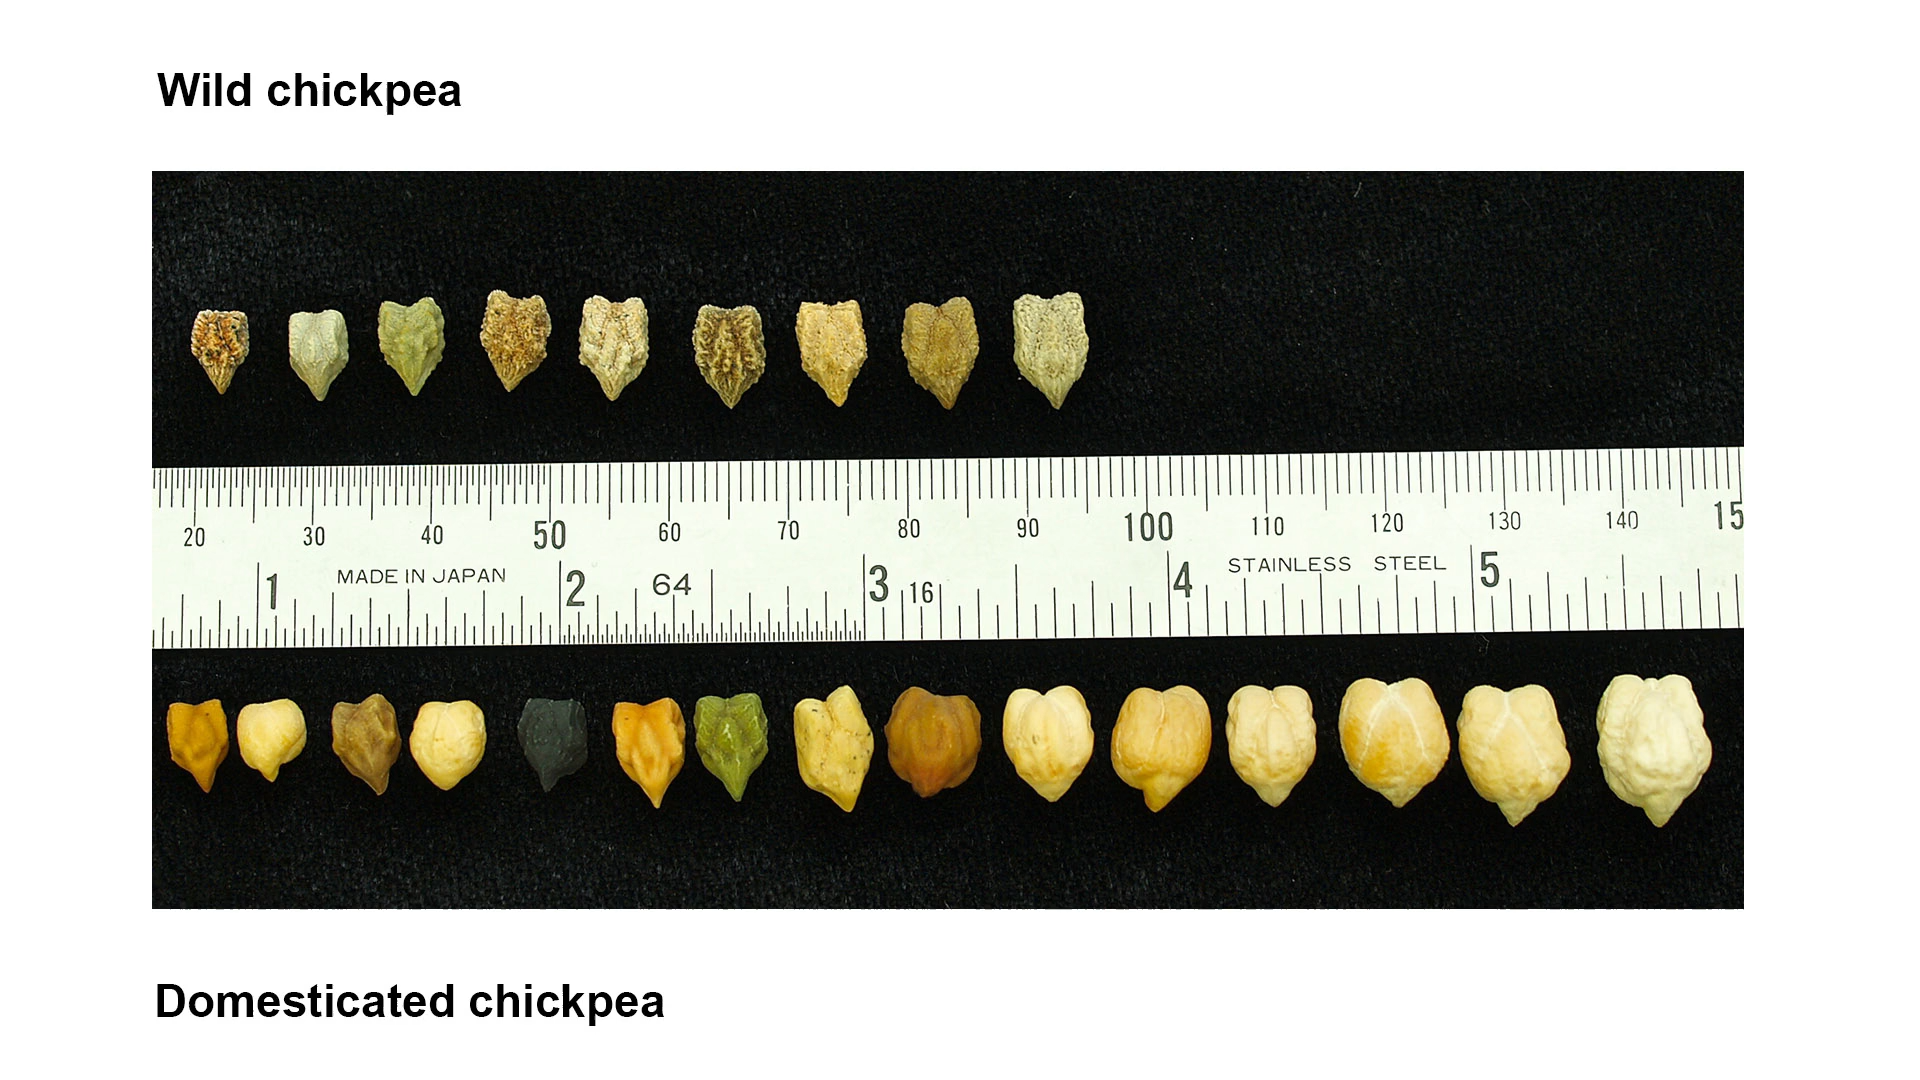 Wild chickpea
20 30 40 50 60 70 80 90 100 110 120 130 140 15
1 MADE IN JAPAN 2 64 3 16 4 STAINLESS STEEL 5
Domesticated chickpea